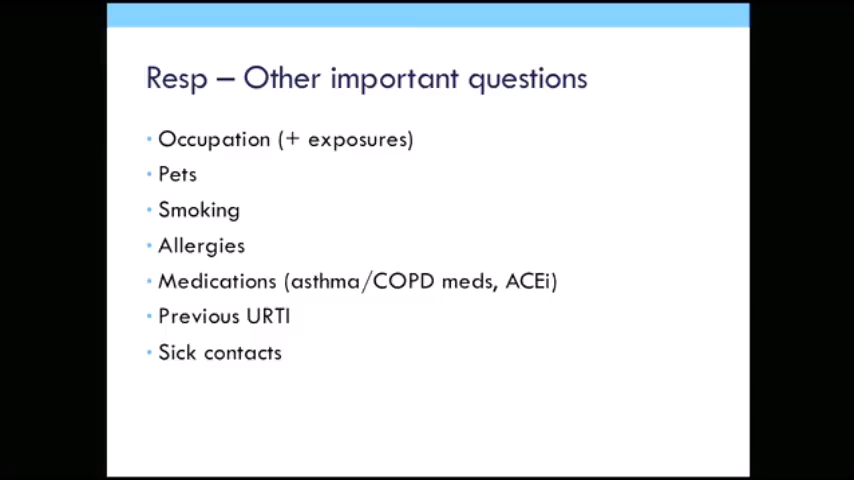 Resp – Other important questions
• Occupation (+ exposures)
• Pets
• Smoking
• Allergies
• Medications (asthma/COPD meds, ACEi)
• Previous URTI
• Sick contacts